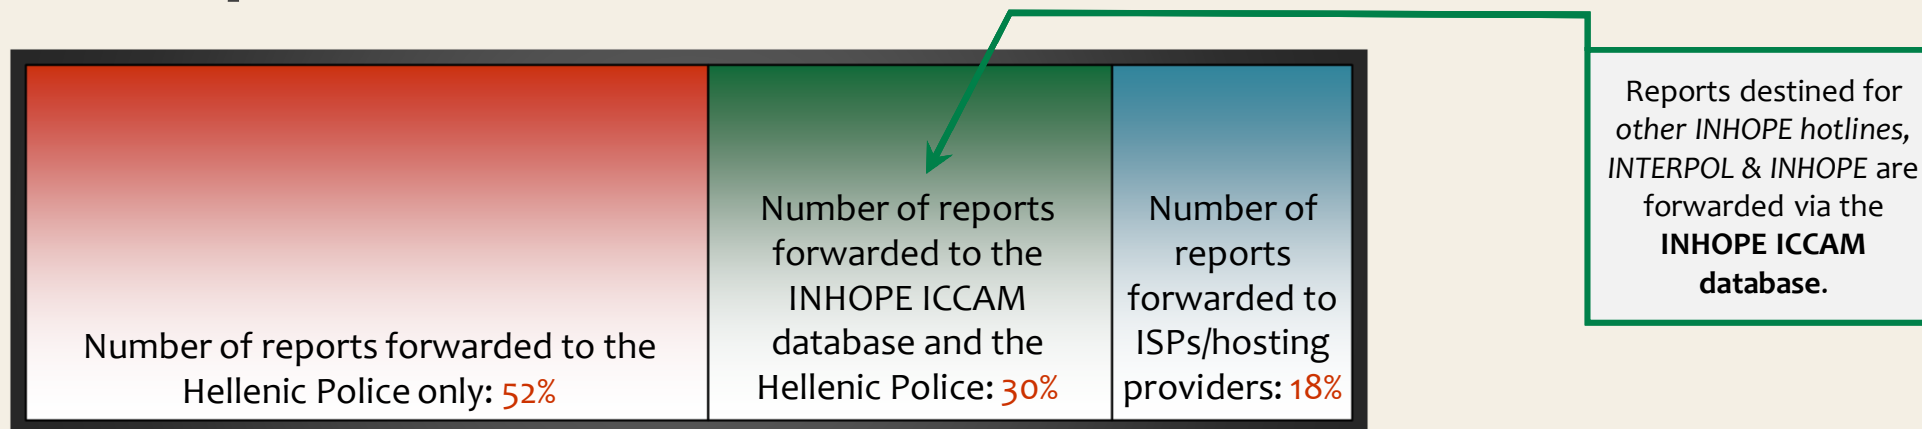 Number of reports forwarded to the
Hellenic Police only: 52%
Number of reports
forwarded to the
INHOPE ICCAM
database and the
Hellenic Police: 30%
Number of
reports
forwarded to
ISPs/hosting
providers: 18%
Reports destined for
other INHOPE hotlines,
INTERPOL & INHOPE are
forwarded via the
INHOPE ICCAM
database.